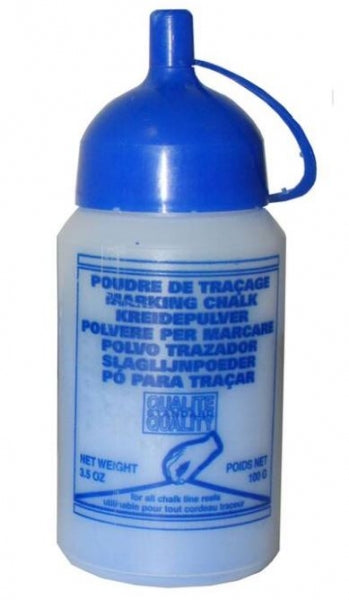 POUDRE DE TRAÇAGE
MARKING CHALK
KREIDEPULVER
POLVERE PER MARCARE
POLVO TRAZADOR
SLAGLIJNPOEDER
PÓ PARA TRAÇAR
QUALITE
STANDARD
QUALITY
NET WEIGHT
3.5 OZ
POIDS NET
100 G
for all chalk line reels
utilisable pour tout cordeau traceur